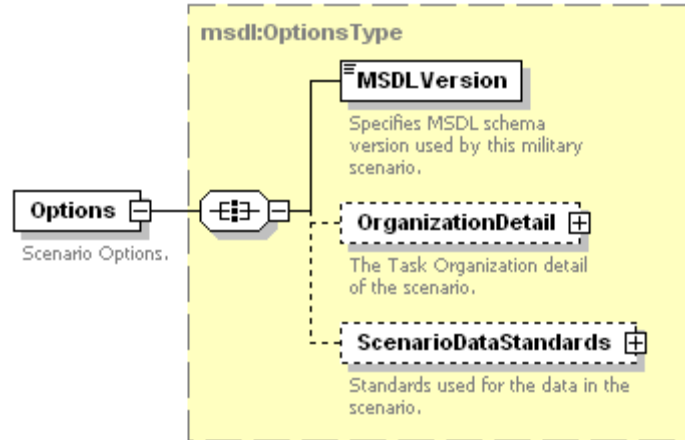 msdl:OptionsType
MSDLVersion
Specifies MSDL schema
version used by this military
scenario.
Options
Scenario Options.
OrganizationDetail
The Task Organization detail
of the scenario.
ScenarioDataStandards
Standards used for the data in the
scenario.